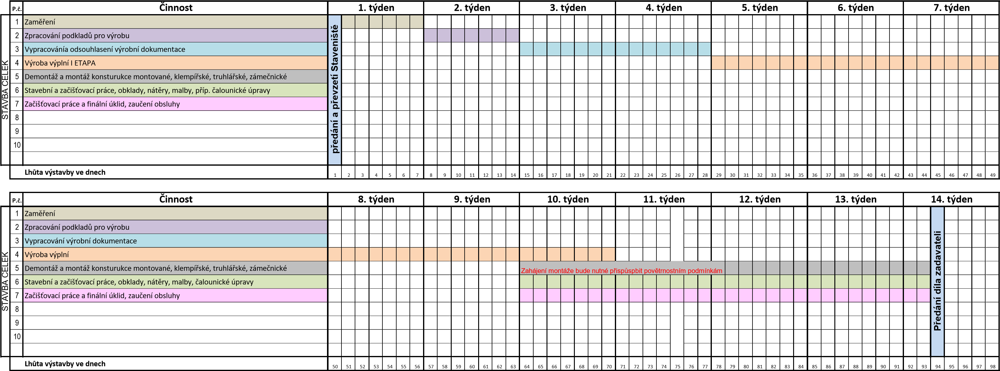 P.č. Činnost 1. týden 2. týden 3. týden 4. týden 5. týden 6. týden 7. týden
STAVBA CELEK
předání a převzetí Staveniště
1 Zaměření
2 Zpracování podkladů pro výrobu
3 Vypracovánía odsouhlasení výrobní dokumentace
4 Výroba výplní I ETAPA
5 Demontáž a montáž konsturukce montované, klempířské, truhlářské, zámečnické
6 Stavební a začišťovací práce, obklady, nátěry, malby, příp. čalounické úpravy
7 Začišťovací práce a finální úklid, zaučení obsluhy
8
9
10
Lhůta výstavby ve dnech 1 2 3 4 5 6 7 8 9 10 11 12 13 14 15 16 17 18 19 20 21 22 23 24 25 26 27 28 29 30 31 32 33 34 35 36 37 38 39 40 41 42 43 44 45 46 47 48 49
P.č. Činnost 8. týden 9. týden 10. týden 11. týden 12. týden 13. týden 14. týden
STAVBA CELEK
1 Zaměření
2 Zpracování podkladů pro výrobu
3 Vypracování výrobní dokumentace
4 Výroba výplní
5 Demontáž a montáž konsturukce montované, klempířské, truhlářské, zámečnické Zahájení montáže bude nutné přispůspbit povětrnostním podmínkám
6 Stavební a začišťovací práce, obklady, nátěry, malby, čalounické úpravy
7 Začišťovací práce a finální úklid, zaučení obsluhy
8
9
10
Předání díla zadavateli
Lhůta výstavby ve dnech 50 51 52 53 54 55 56 57 58 59 60 61 62 63 64 65 66 67 68 69 70 71 72 73 74 75 76 77 78 79 80 81 82 83 84 85 86 87 88 89 90 91 92 93 94 95 96 97 98